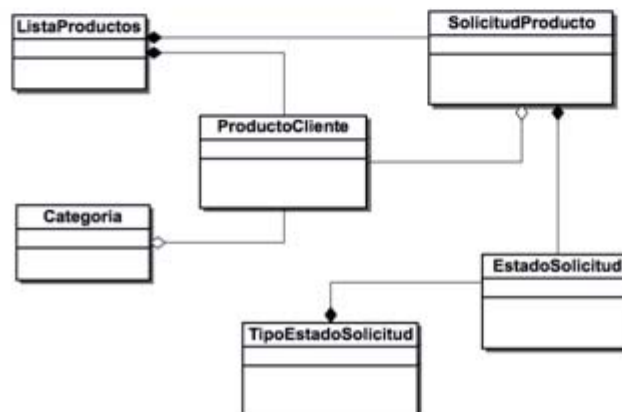 ListaProductos
SolicitudProducto
ProductoCliente
Categoria
EstadoSolicitud
TipoEstadoSolicitud